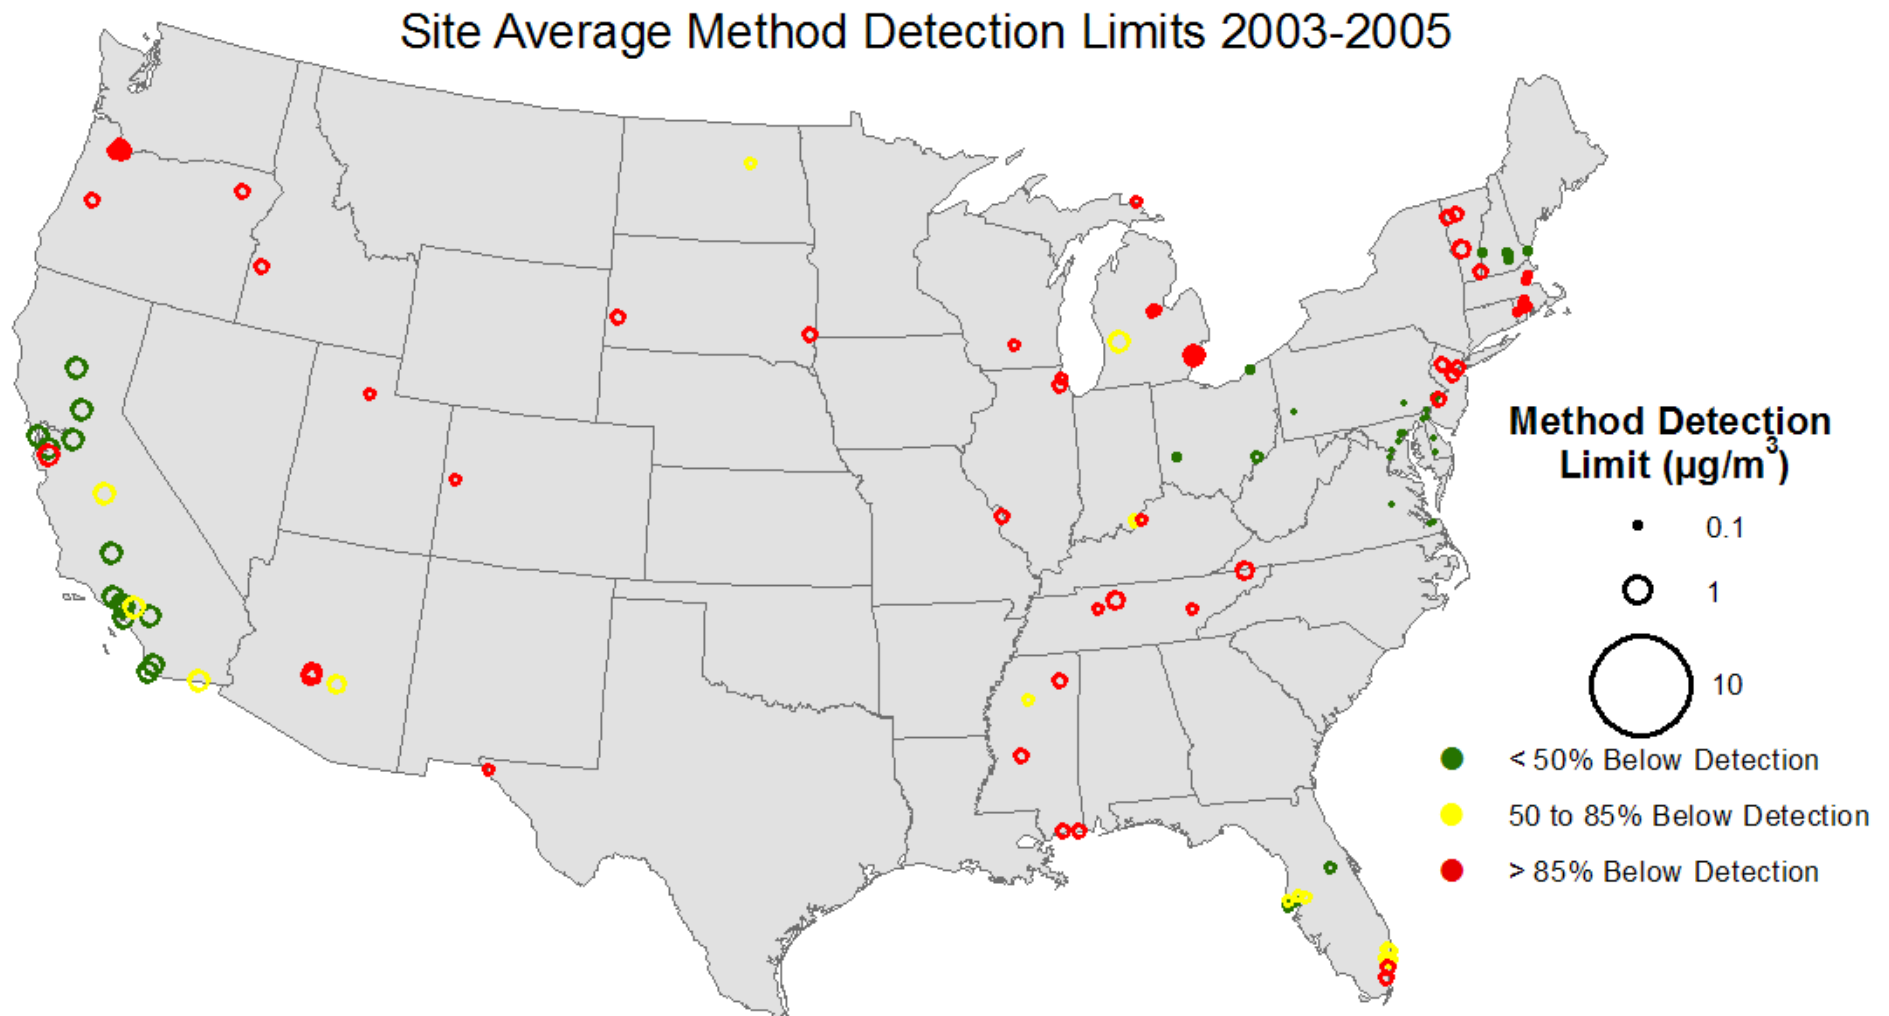 Site Average Method Detection Limits 2003-2005
Method Detection
Limit (µg/m³)
0.1
1
10
< 50% Below Detection
50 to 85% Below Detection
> 85% Below Detection